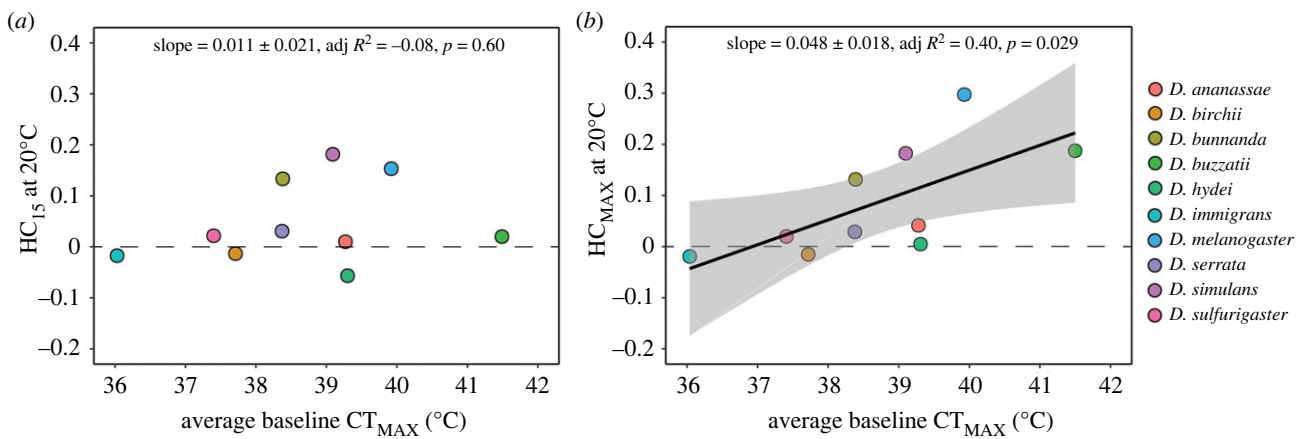 (a)
slope = 0.011 ± 0.021, adj R² = –0.08, p = 0.60
0.4
0.3
0.2
0.1
0
–0.1
–0.2
HC₁₅ at 20°C
36 37 38 39 40 41 42
average baseline CT_MAX (°C)
(b)
slope = 0.048 ± 0.018, adj R² = 0.40, p = 0.029
0.4
0.3
0.2
0.1
0
–0.1
–0.2
HC_MAX at 20°C
36 37 38 39 40 41 42
average baseline CT_MAX (°C)
D. ananassae
D. birchii
D. bunnanda
D. buzzatii
D. hydei
D. immigrans
D. melanogaster
D. serrata
D. simulans
D. sulfurigaster